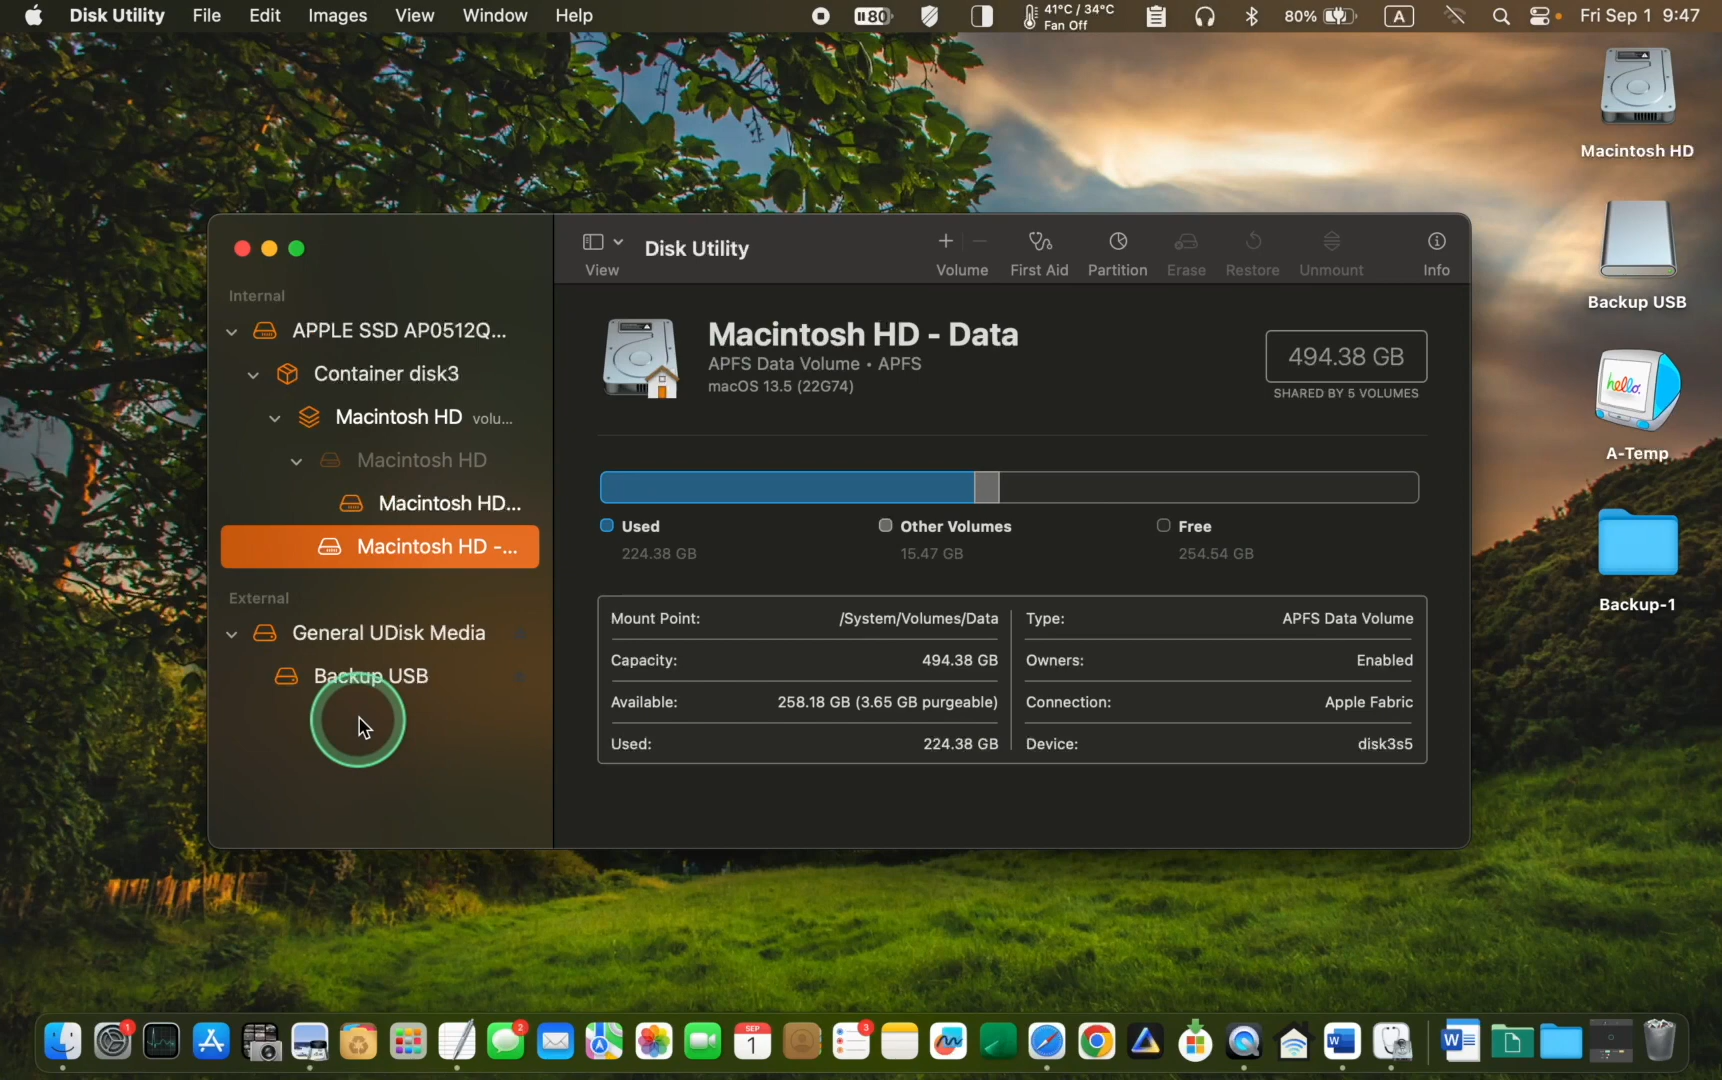 Disk Utility File Edit Images View Window Help
80 41°C / 34°C 80% A Fri Sep 1 9:47
Fan Off
Macintosh HD
Backup USB
hello.
A-Temp
Backup-1
View Disk Utility Volume First Aid Partition Erase Restore Unmount Info
Internal
APPLE SSD AP0512Q...
Container disk3
Macintosh HD volu...
Macintosh HD
Macintosh HD...
Macintosh HD -...
External
General UDisk Media
Backup USB
Macintosh HD - Data
APFS Data Volume • APFS
macOS 13.5 (22G74)
494.38 GB
SHARED BY 5 VOLUMES
Used Other Volumes Free
224.38 GB 15.47 GB 254.54 GB
Mount Point: /System/Volumes/Data Type: APFS Data Volume
Capacity: 494.38 GB Owners: Enabled
Available: 258.18 GB (3.65 GB purgeable) Connection: Apple Fabric
Used: 224.38 GB Device: disk3s5
1 2 SEP 1 3 W W